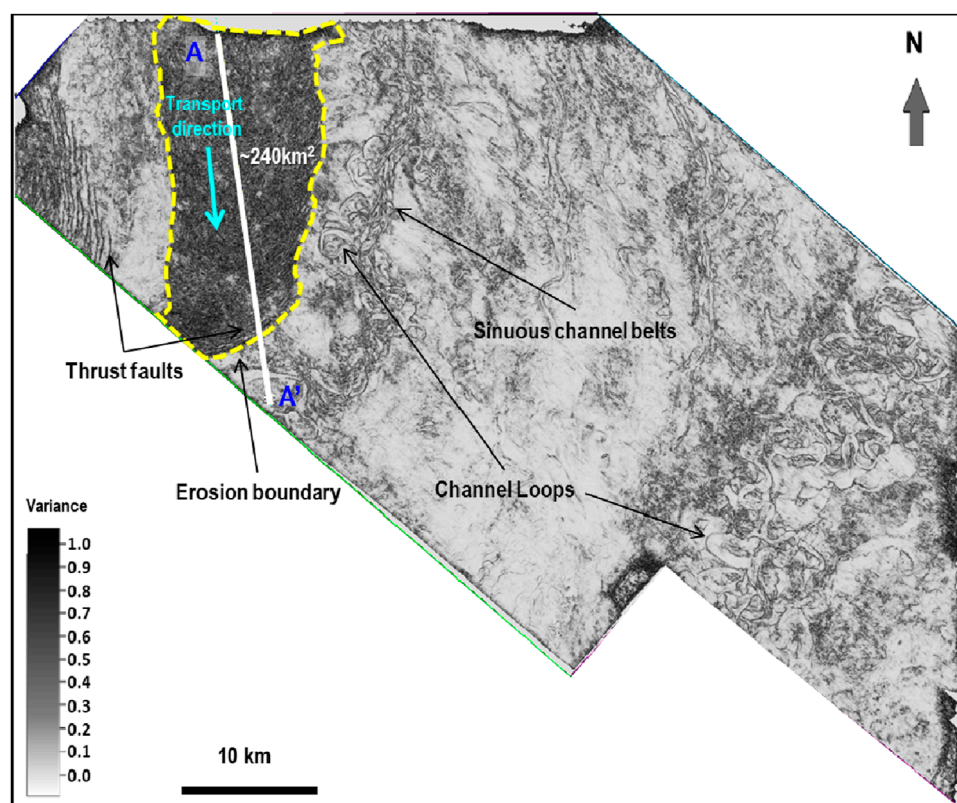 A
N
Transport
direction
~240km²
Sinuous channel belts
Thrust faults
A'
Erosion boundary
Channel Loops
Variance
1.0
0.9
0.8
0.7
0.6
0.5
0.4
0.3
0.2
0.1
0.0
10 km